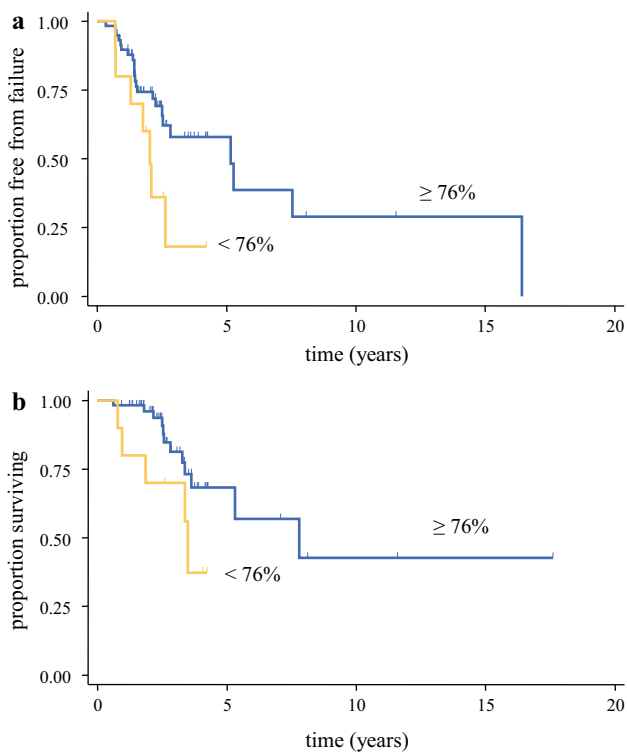 a
proportion free from failure
1.00
0.75
0.50
0.25
0.00
≥ 76%
< 76%
0 5 10 15 20
time (years)
b
proportion surviving
1.00
0.75
0.50
0.25
0.00
≥ 76%
< 76%
0 5 10 15 20
time (years)